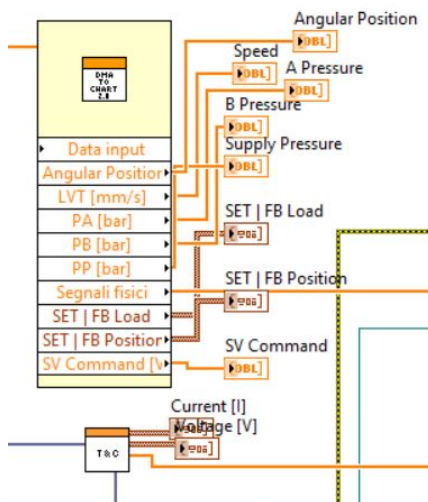 Angular Position
DBL
Speed
DBL
A Pressure
DBL
B Pressure
DBL
Supply Pressure
DBL
DMA
TO
CHART
2.0
Data input
Angular Position
LVT [mm/s]
PA [bar]
PB [bar]
PP [bar]
Segnali fisici
SET | FB Load
SET | FB Position
SV Command [V
SET | FB Load
SET | FB Position
SV Command
DBL
Current [I]
Voltage [V]
T&C